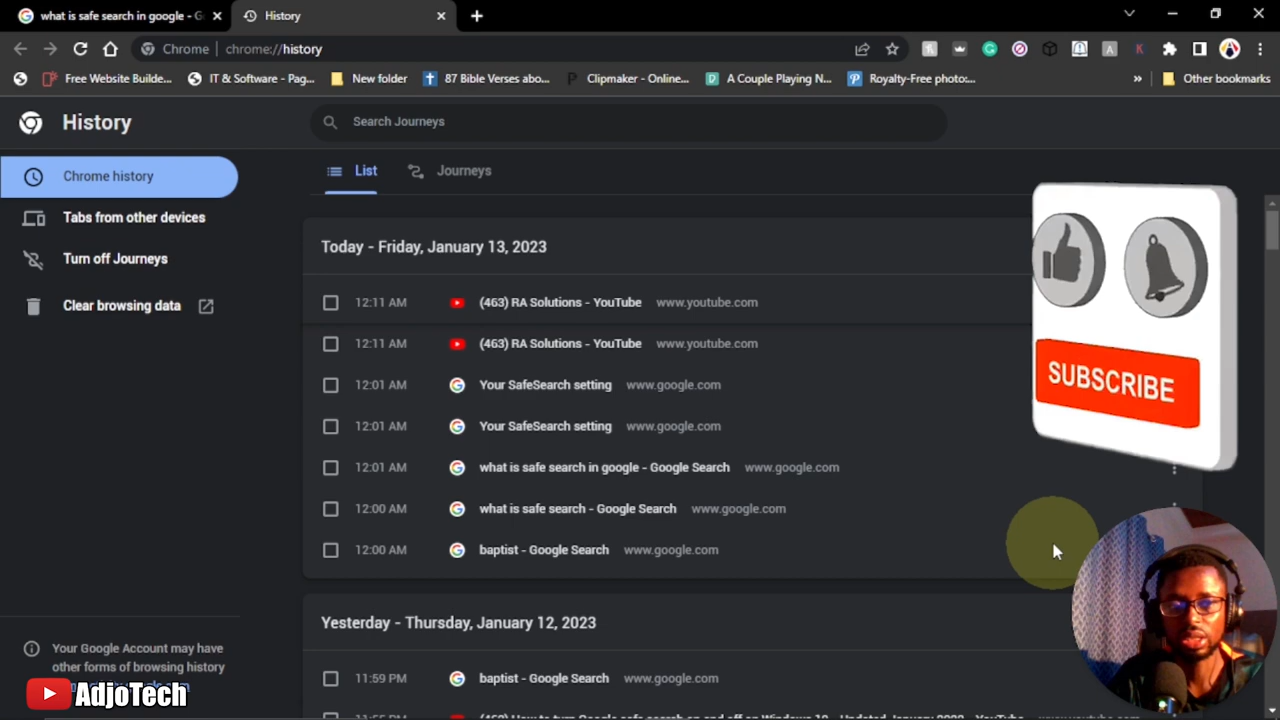 what is safe search in google - G
History
Chrome
chrome://history
Free Website Builde...
IT & Software - Pag...
New folder
87 Bible Verses abo...
Clipmaker - Online...
A Couple Playing N...
Royalty-Free photo:...
»
Other bookmarks
History
Search Journeys
Chrome history
List
Journeys
Tabs from other devices
Turn off Journeys
Clear browsing data
Today - Friday, January 13, 2023
12:11 AM (463) RA Solutions - YouTube www.youtube.com
12:11 AM (463) RA Solutions - YouTube www.youtube.com
12:01 AM Your SafeSearch setting www.google.com
12:01 AM Your SafeSearch setting www.google.com
12:01 AM what is safe search in google - Google Search www.google.com
12:00 AM what is safe search - Google Search www.google.com
12:00 AM baptist - Google Search www.google.com
SUBSCRIBE
Yesterday - Thursday, January 12, 2023
11:59 PM baptist - Google Search www.google.com
Your Google Account may have
other forms of browsing history
AdjoTech